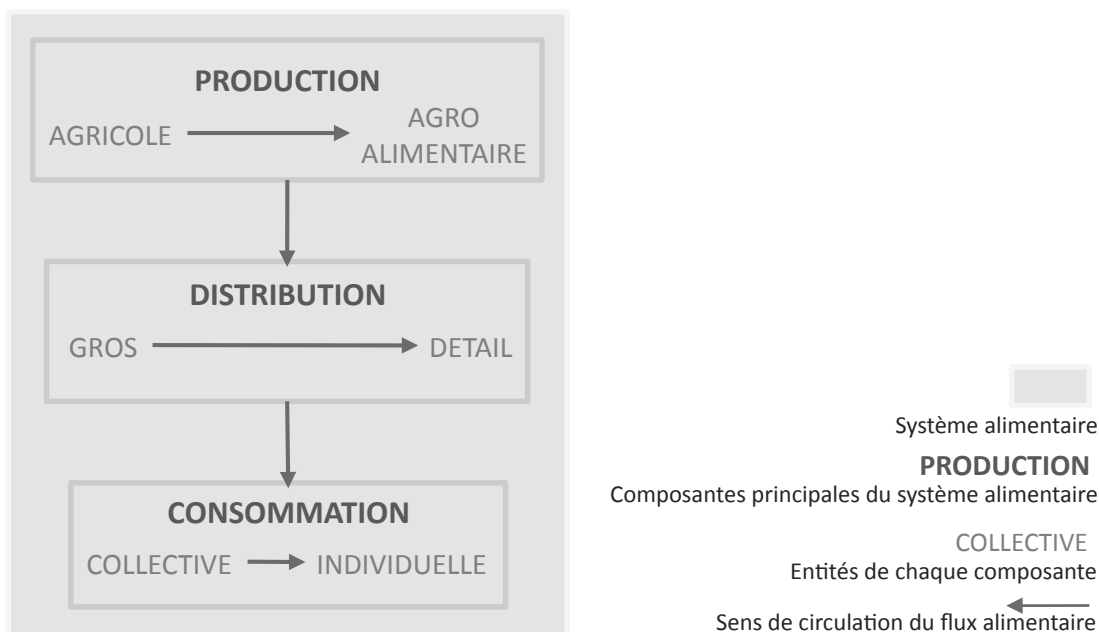 PRODUCTION
AGRICOLE
AGRO
ALIMENTAIRE
DISTRIBUTION
GROS
DETAIL
CONSOMMATION
COLLECTIVE
INDIVIDUELLE
Système alimentaire
PRODUCTION
Composantes principales du système alimentaire
COLLECTIVE
Entités de chaque composante
Sens de circulation du flux alimentaire